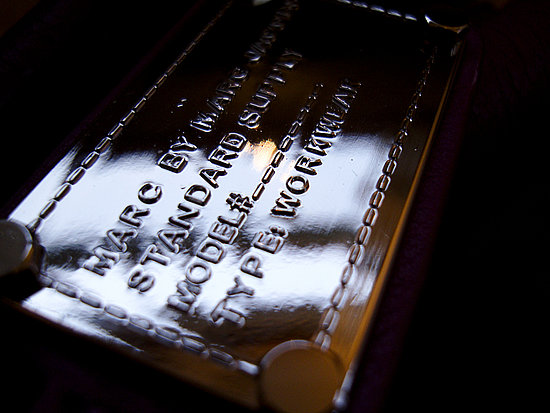 MARC BY MARC JACOBS
STANDARD SUPPLY
MODEL#
TYPE: WORKWEAR